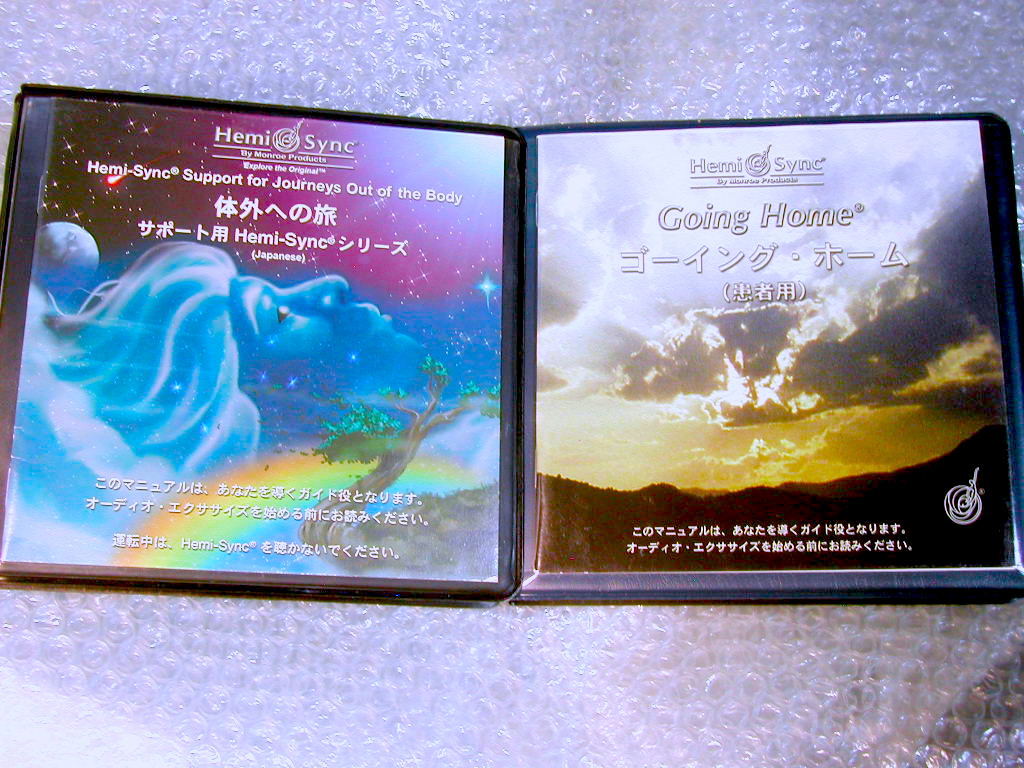 Hemi Sync®
By Monroe Products
"Explore the Original"™
Hemi-Sync® Support for Journeys Out of the Body
体外への旅
サポート用 Hemi-Sync®シリーズ
(Japanese)
このマニュアルは、あなたを導くガイド役となります。
オーディオ・エクササイズを始める前にお読みください。
運転中は、Hemi-Sync® を聴かないでください。
Hemi Sync®
By Monroe Products
Going Home®
ゴーイング・ホーム
（患者用）
このマニュアルは、あなたを導くガイド役となります。
オーディオ・エクササイズを始める前にお読みください。